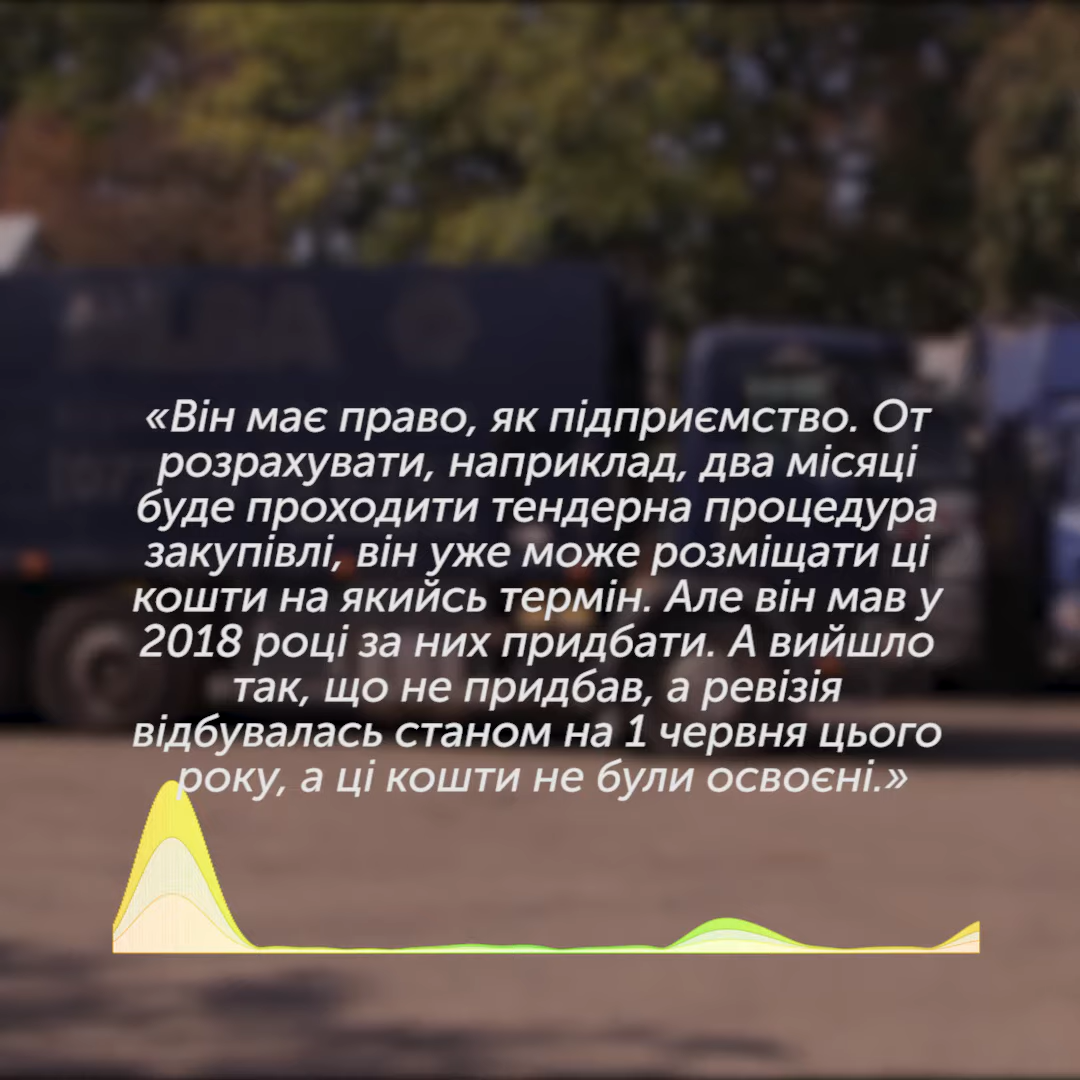 «Він має право, як підприємство. От
розрахувати, наприклад, два місяці
буде проходити тендерна процедура
закупівлі, він уже може розміщати ці
кошти на якийсь термін. Але він мав у
2018 році за них придбати. А вийшло
так, що не придбав, а ревізія
відбувалась станом на 1 червня цього
року, а ці кошти не були освоєні.»